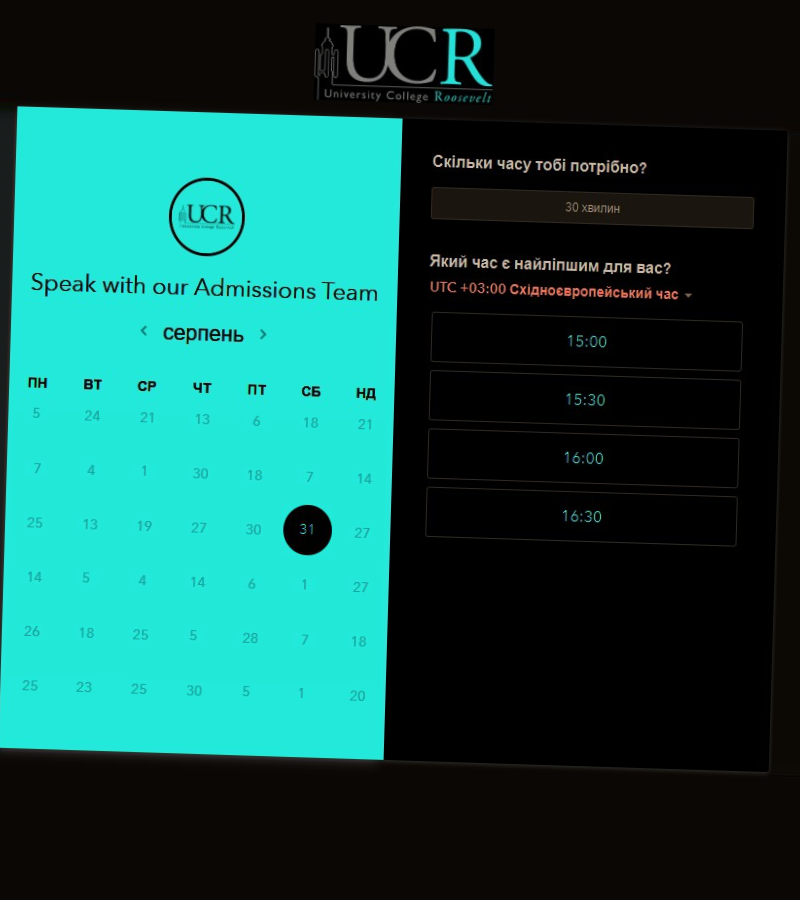 UCR
University College Roosevelt
UCR
University College Roosevelt
Speak with our Admissions Team
серпень
ПН ВТ СР ЧТ ПТ СБ НД
5 24 21 13 6 18 21
7 4 1 30 18 7 14
25 13 19 27 30 31 27
14 5 4 14 6 1 27
26 18 25 5 28 7 18
25 23 25 30 5 1 20
Скільки часу тобі потрібно?
30 хвилин
Який час є найліпшим для вас?
UTC +03:00 Східноєвропейський час
15:00
15:30
16:00
16:30